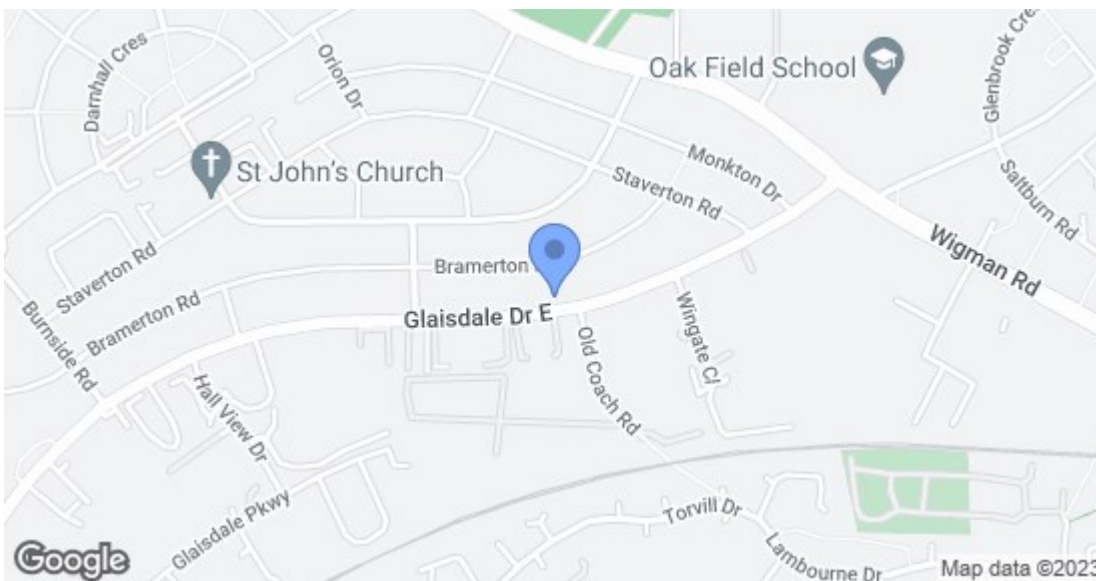 Darnhall Cres
Orion Dr
Oak Field School
Glenbrook Cres
St John's Church
Monkton Dr
Staverton Rd
Saltburn Rd
Staverton Rd
Bramerton
Wigman Rd
Bramerton Rd
Glaisdale Dr E
Burnside Rd
Wingate Cl
Old Coach Rd
Hall View Dr
Glaisdale Pkwy
Torvill Dr
Lambourne Dr
Google
Map data ©2023